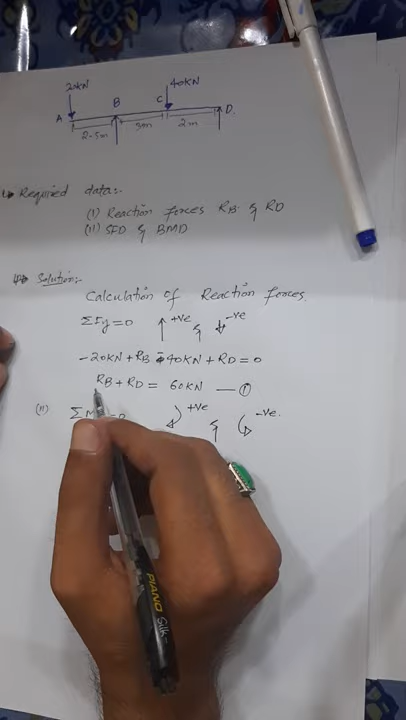 20KN 40KN
A B C D
2.5m 3m 2m
Required data:-
(I) Reaction forces RB & RD
(II) SFD & BMD
Solution:-
Calculation of Reaction forces.
ΣFy=0 ↑ +ve & ↓ -ve
-20KN + RB - 40KN + RD = 0
RB + RD = 60KN — ①
(II) ΣM =0 +ve & -ve.
PIANO Silk